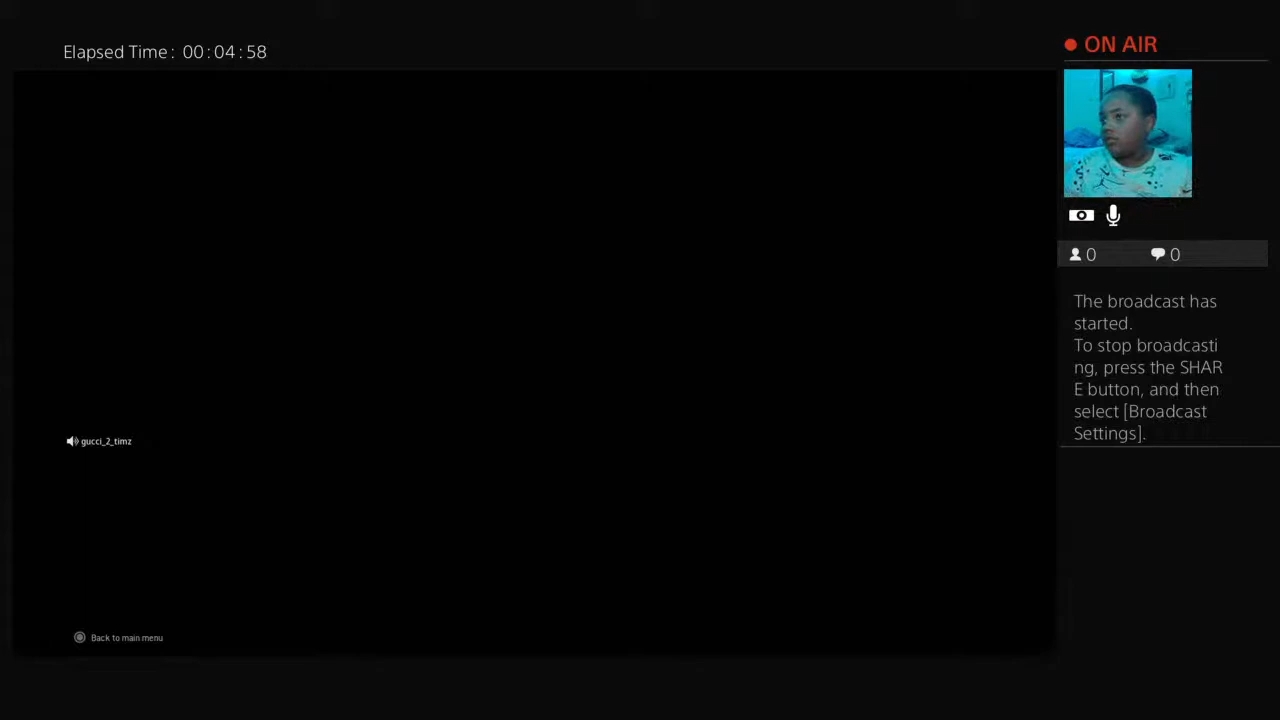 Elapsed Time: 00:04:58
ON AIR
0 0
The broadcast has
started.
To stop broadcasti
ng, press the SHAR
E button, and then
select [Broadcast
Settings].
gucci_2_timz
Back to main menu